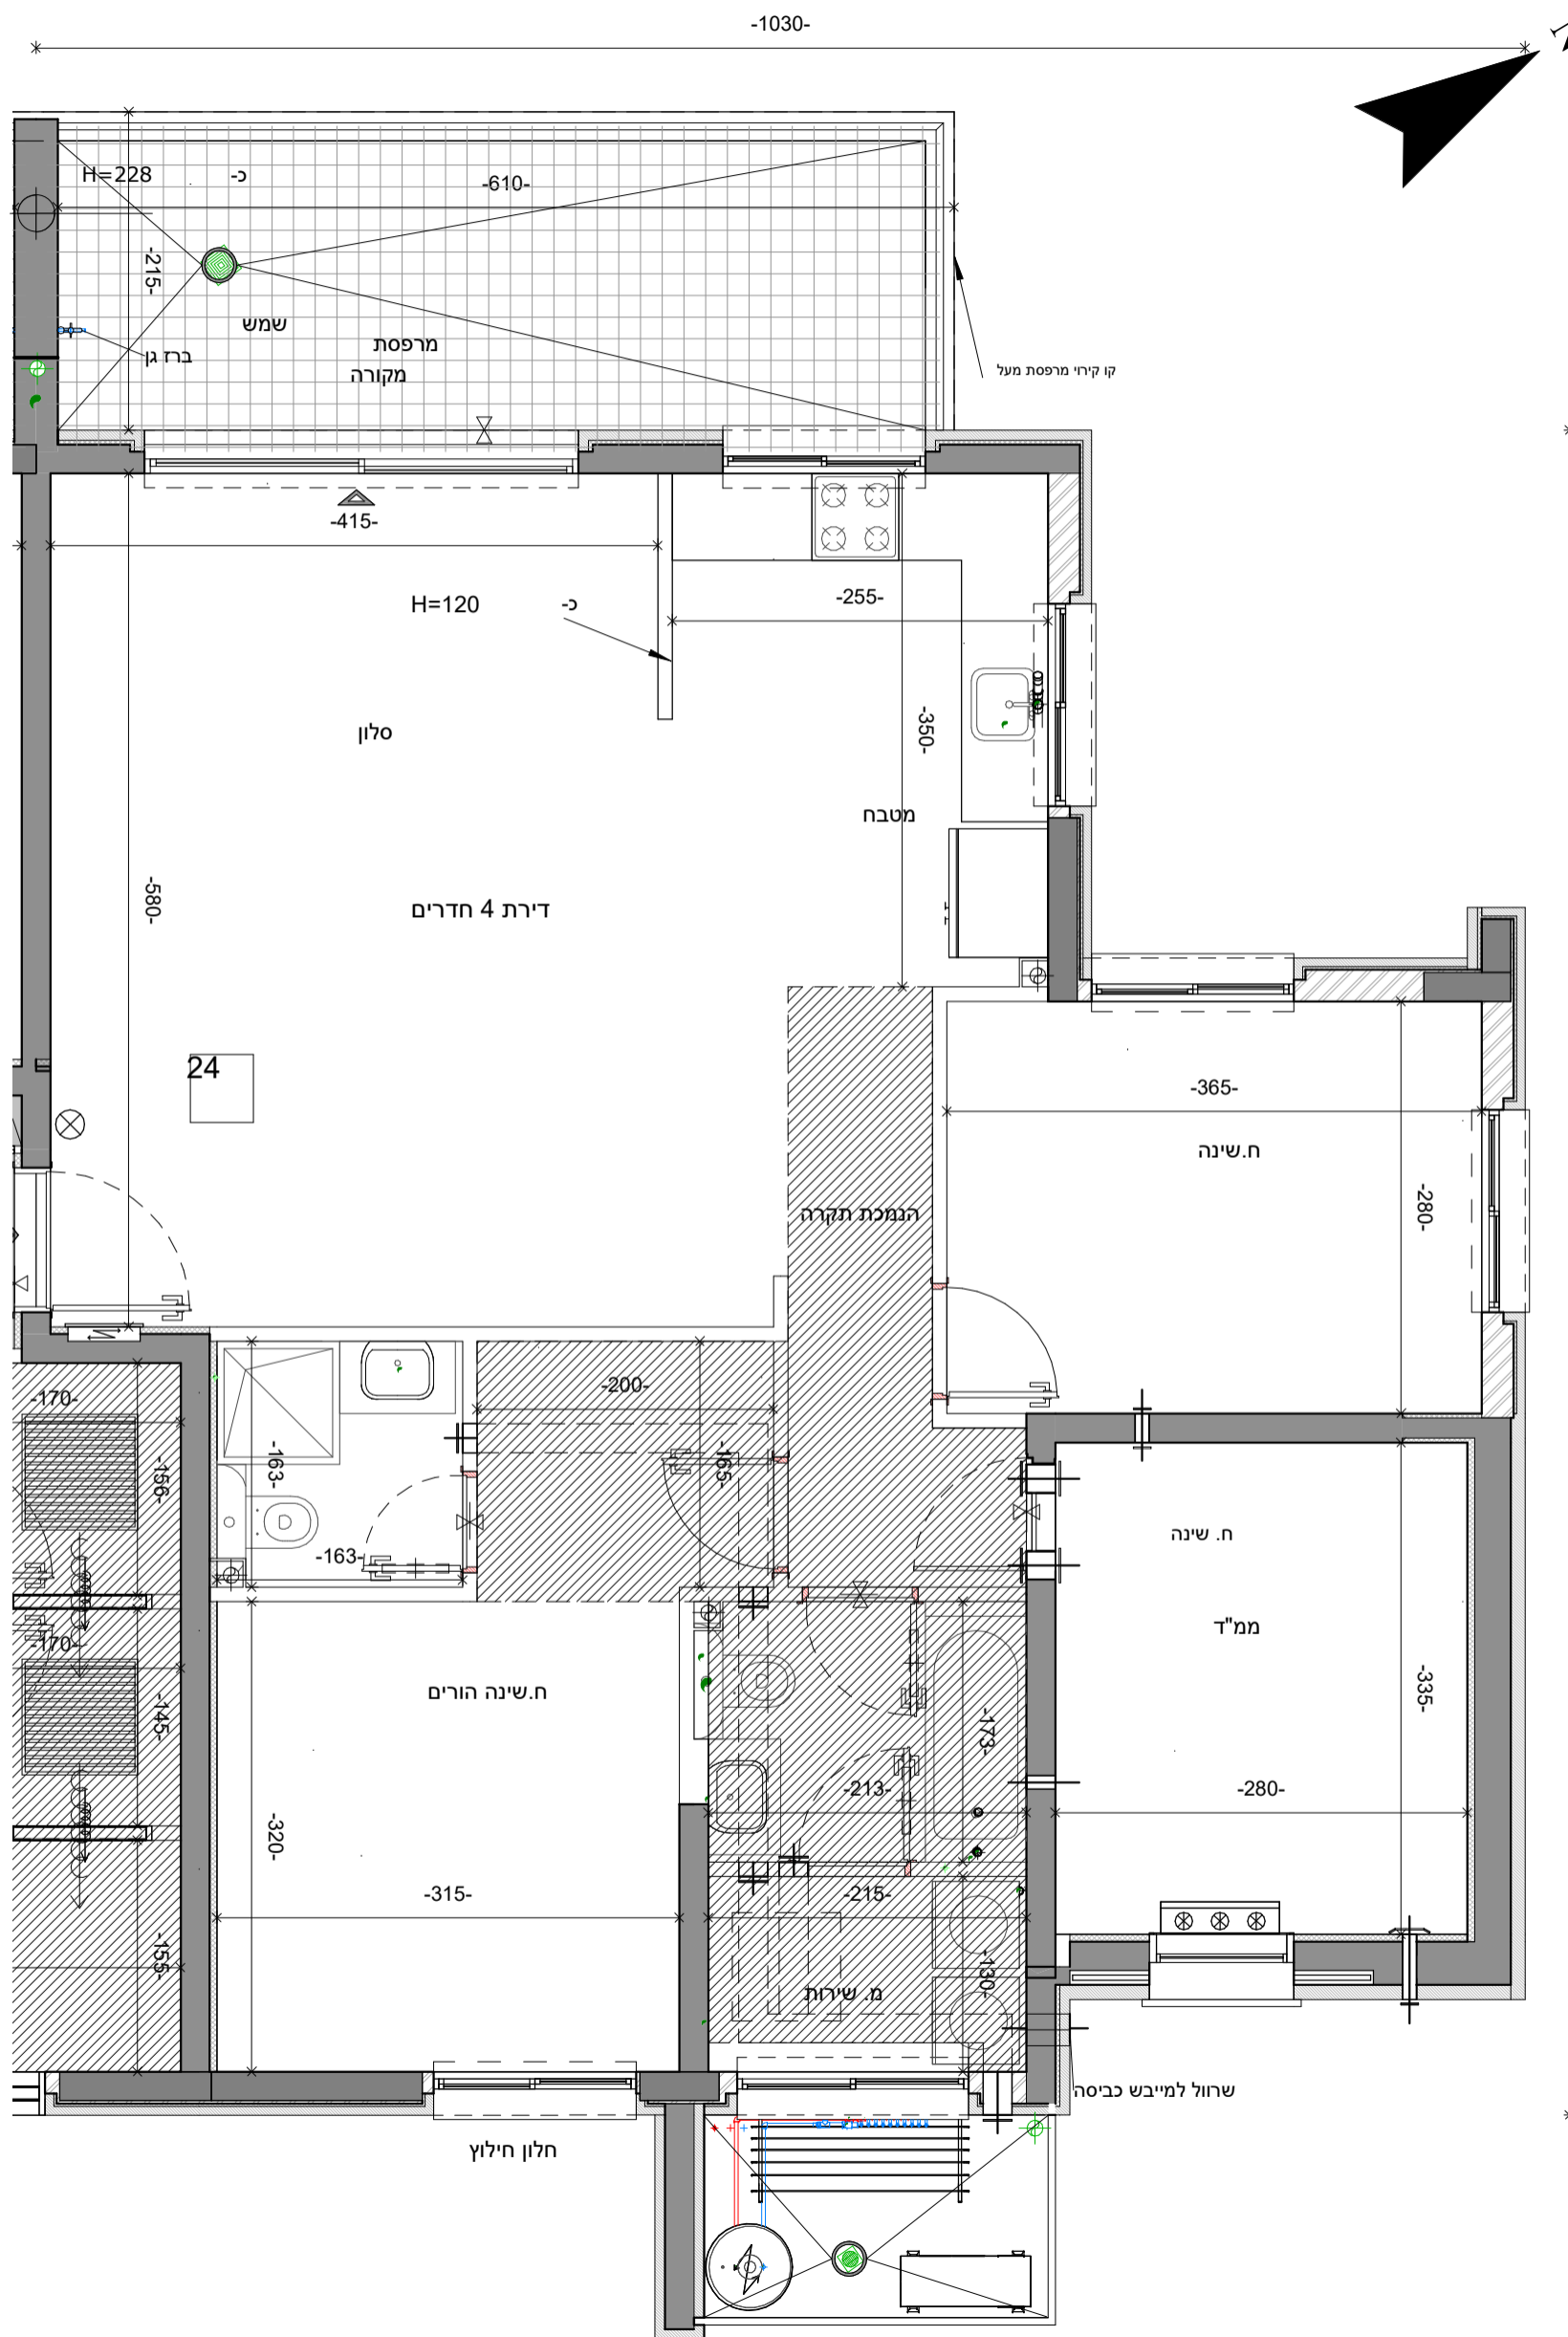 -1030-
H=228
כ-
-610-
-215-
שמש
מרפסת
מקורה
ברז גן
קו קירוי מרפסת מעל
-415-
-255-
H=120
כ-
-350-
סלון
מטבח
-580-
דירת 4 חדרים
24
-365-
ח.שינה
-280-
הנמכת תקרה
-170-
-200-
-156-
-163-
-165-
-163-
ח. שינה
ממ"ד
-170-
ח.שינה הורים
-145-
-173-
-335-
-213-
-280-
-320-
-315-
-215-
-155-
-130-
מ. שירות
שרוול למייבש כביסה
חלון חילוץ